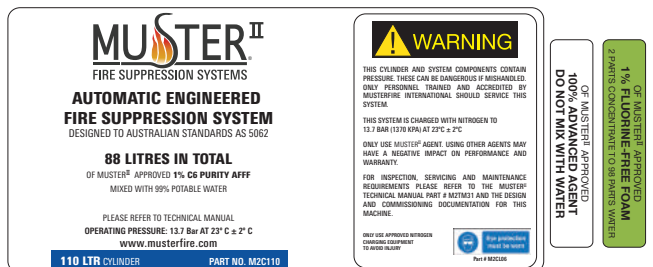 MUSTER II
FIRE SUPPRESSION SYSTEMS
AUTOMATIC ENGINEERED
FIRE SUPPRESSION SYSTEM
DESIGNED TO AUSTRALIAN STANDARDS AS 5062
88 LITRES IN TOTAL
OF MUSTER II APPROVED 1% C6 PURITY AFFF
MIXED WITH 99% POTABLE WATER
PLEASE REFER TO TECHNICAL MANUAL
OPERATING PRESSURE: 13.7 Bar AT 23° C ± 2° C
www.musterfire.com
110 LTR CYLINDER PART NO. M2C110
WARNING
THIS CYLINDER AND SYSTEM COMPONENTS CONTAIN
PRESSURE. THESE CAN BE DANGEROUS IF MISHANDLED.
ONLY PERSONNEL TRAINED AND ACCREDITED BY
MUSTERFIRE INTERNATIONAL SHOULD SERVICE THIS
SYSTEM.
THIS SYSTEM IS CHARGED WITH NITROGEN TO
13.7 BAR (1370 KPA) AT 23°C ± 2°C
ONLY USE MUSTER II AGENT. USING OTHER AGENTS MAY
HAVE A NEGATIVE IMPACT ON PERFORMANCE AND
WARRANTY.
FOR INSPECTION, SERVICING AND MAINTENANCE
REQUIREMENTS PLEASE REFER TO THE MUSTER®
TECHNICAL MANUAL PART # M2TM31 AND THE DESIGN
AND COMMISSIONING DOCUMENTATION FOR THIS
MACHINE.
ONLY USE APPROVED NITROGEN
CHARGING EQUIPMENT
TO AVOID INJURY
Eye protection
must be worn
Part # M2CL06
OF MUSTER II APPROVED
100% ADVANCED AGENT
DO NOT MIX WITH WATER
OF MUSTER II APPROVED
1% FLUORINE-FREE FOAM
2 PARTS CONCENTRATE TO 98 PARTS WATER